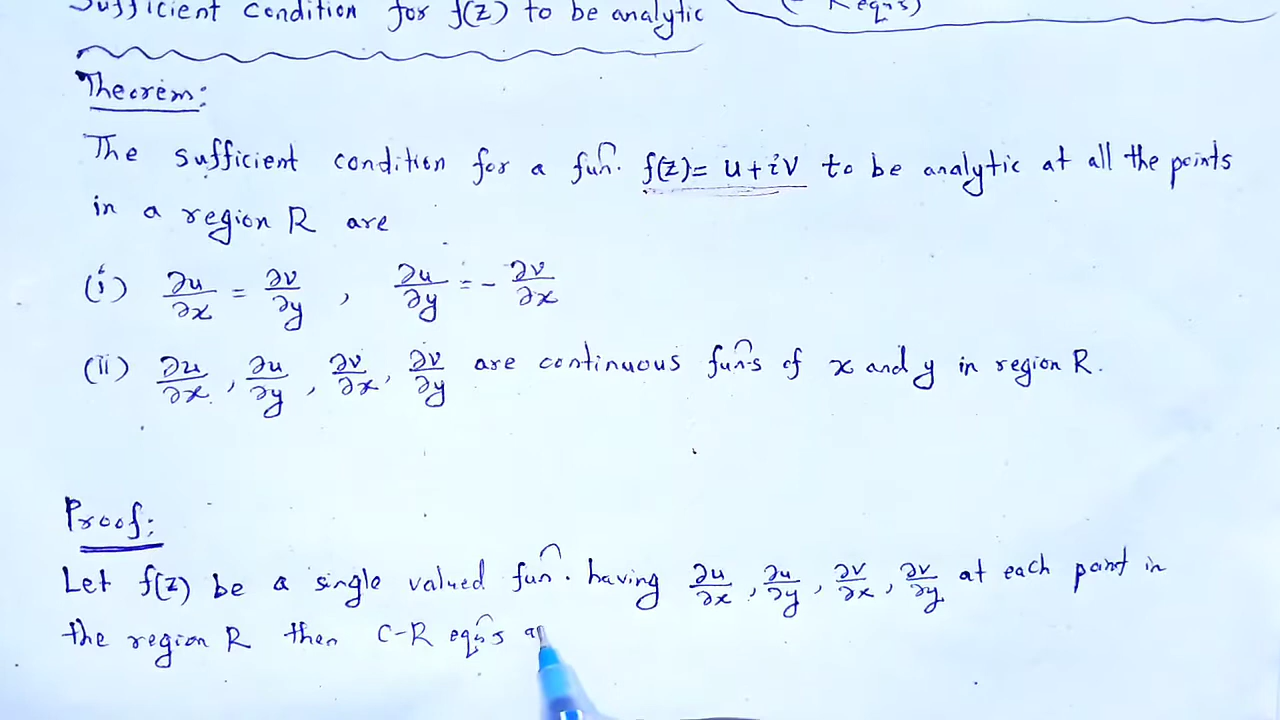 Sufficient Condition for f(z) to be analytic
Reqns)
Theorem:
The sufficient condition for a fun. f(z)= u+iv to be analytic at all the points
in a region R are
(i) ∂u/∂x = ∂v/∂y , ∂u/∂y = - ∂v/∂x
(ii) ∂u/∂x , ∂u/∂y , ∂v/∂x , ∂v/∂y are continuous funs of x and y in region R.
Proof:
Let f(z) be a single valued fun. having ∂u/∂x , ∂u/∂y , ∂v/∂x , ∂v/∂y at each point in
the region R then C-R eqns a